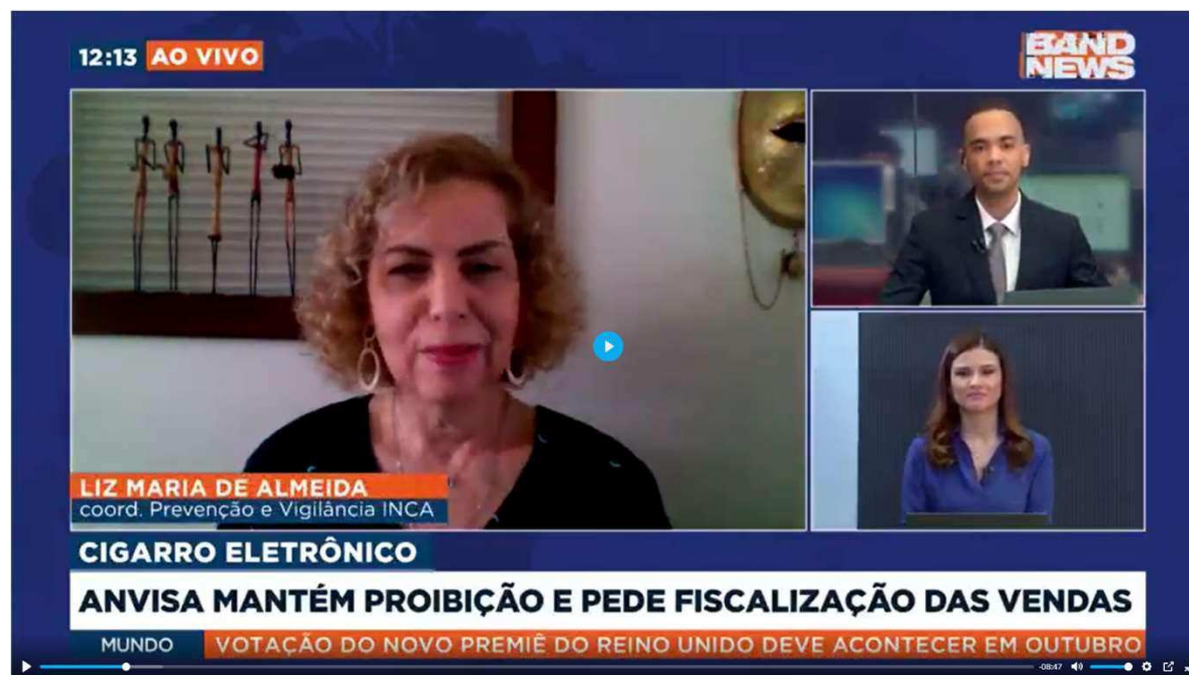 12:13 AO VIVO
BAND
NEWS
LIZ MARIA DE ALMEIDA
coord. Prevenção e Vigilância INCA
CIGARRO ELETRÔNICO
ANVISA MANTÉM PROIBIÇÃO E PEDE FISCALIZAÇÃO DAS VENDAS
MUNDO VOTAÇÃO DO NOVO PREMIÊ DO REINO UNIDO DEVE ACONTECER EM OUTUBRO
-08:47